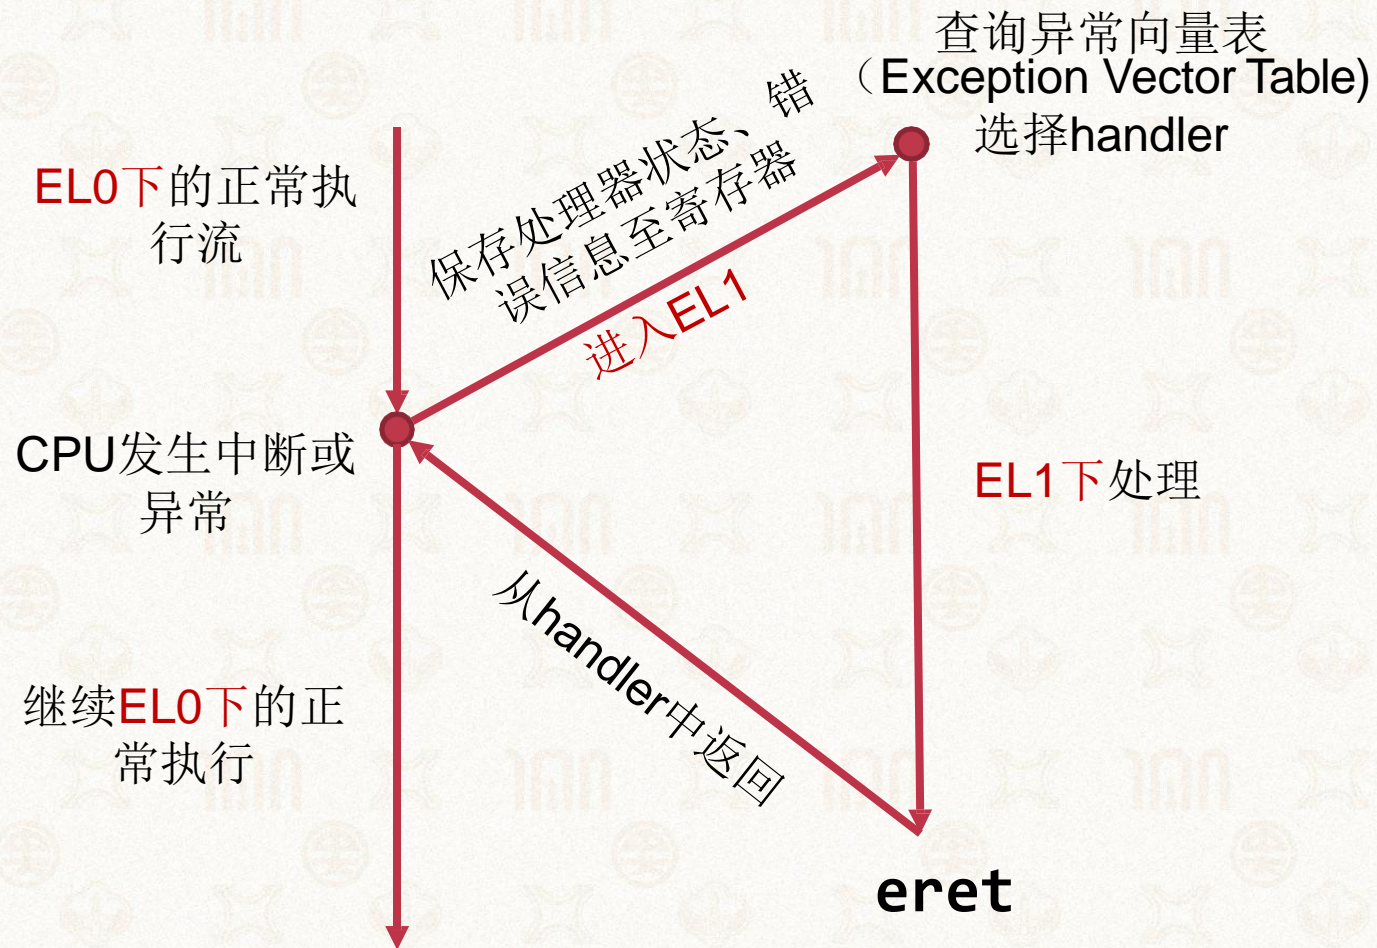 查询异常向量表
（Exception Vector Table)
选择handler
EL0下的正常执
行流
保存处理器状态、错
误信息至寄存器
进入EL1
CPU发生中断或
异常
EL1下处理
从handler中返回
继续EL0下的正
常执行
eret